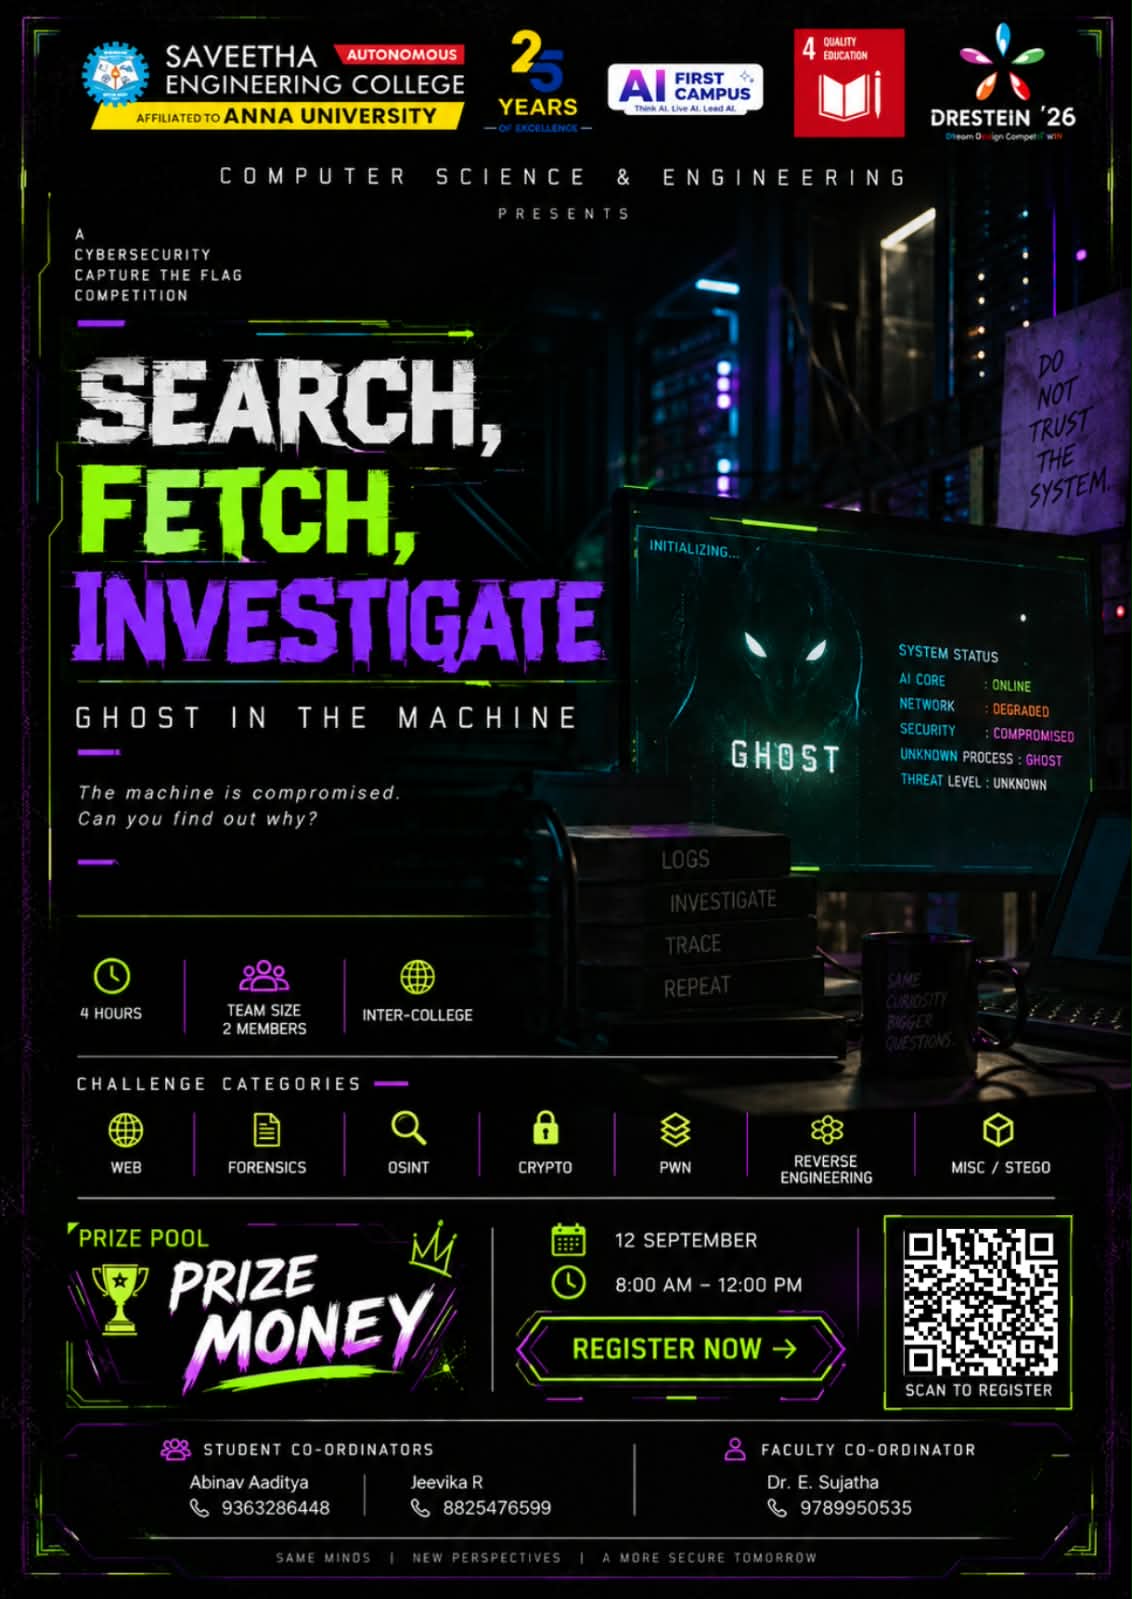 SAVEETHA AUTONOMOUS
ENGINEERING COLLEGE
AFFILIATED TO ANNA UNIVERSITY
25
YEARS
OF EXCELLENCE
AI FIRST CAMPUS
Think AI. Live AI. Lead AI.
4 QUALITY EDUCATION
DRESTEIN '26
COMPUTER SCIENCE & ENGINEERING
PRESENTS
A
CYBERSECURITY
CAPTURE THE FLAG
COMPETITION
SEARCH,
FETCH,
INVESTIGATE
GHOST IN THE MACHINE
The machine is compromised.
Can you find out why?
DO
NOT
TRUST
THE
SYSTEM.
INITIALIZING...
GHOST
SYSTEM STATUS
AI CORE : ONLINE
NETWORK : DEGRADED
SECURITY : COMPROMISED
UNKNOWN PROCESS : GHOST
THREAT LEVEL : UNKNOWN
LOGS
INVESTIGATE
TRACE
REPEAT
SAME
CURIOSITY
BIGGER
QUESTIONS.
4 HOURS
TEAM SIZE
2 MEMBERS
INTER-COLLEGE
CHALLENGE CATEGORIES
WEB
FORENSICS
OSINT
CRYPTO
PWN
REVERSE
ENGINEERING
MISC / STEGO
PRIZE POOL
PRIZE
MONEY
12 SEPTEMBER
8:00 AM – 12:00 PM
REGISTER NOW →
SCAN TO REGISTER
STUDENT CO-ORDINATORS
Abinav Aaditya
9363286448
Jeevika R
8825476599
FACULTY CO-ORDINATOR
Dr. E. Sujatha
9789950535
SAME MINDS | NEW PERSPECTIVES | A MORE SECURE TOMORROW